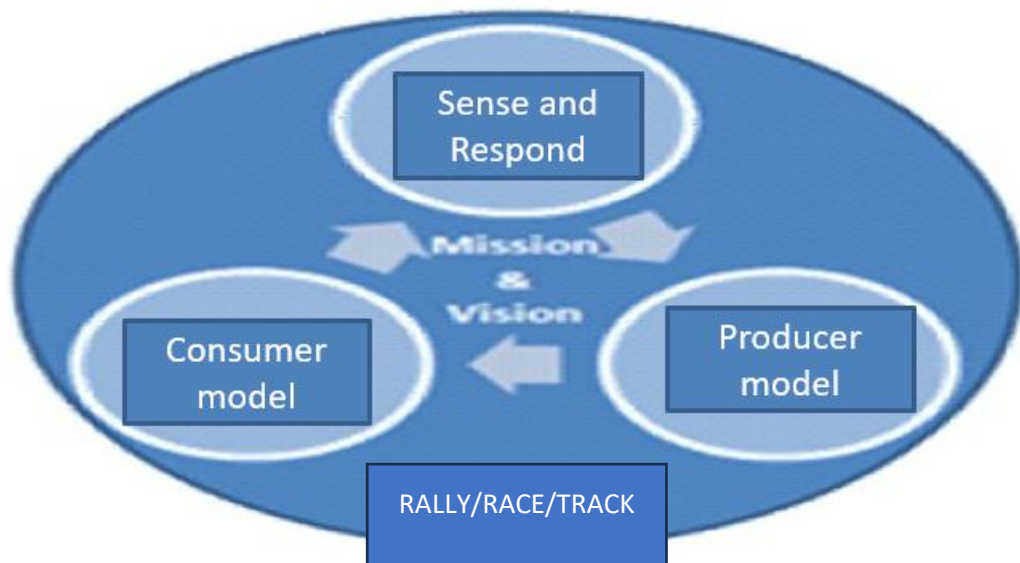 Sense and
Respond
Mission
&
Vision
Consumer
model
Producer
model
RALLY/RACE/TRACK